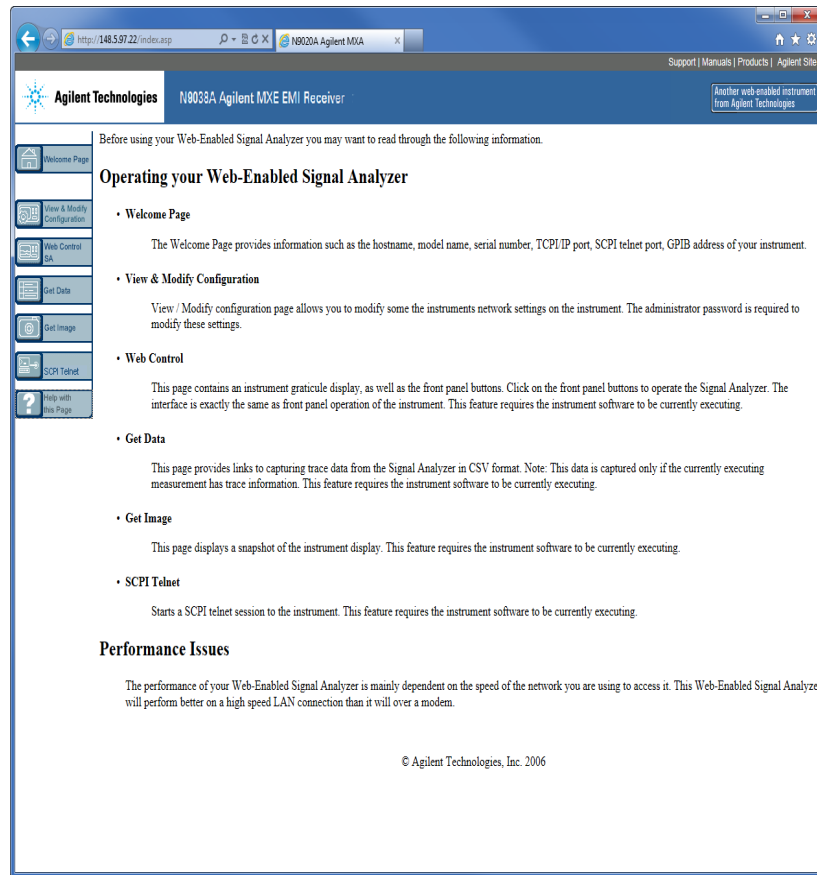 http://148.5.97.22/index.asp
N9020A Agilent MXA
Support | Manuals | Products | Agilent Site
Agilent Technologies
N9038A Agilent MXE EMI Receiver
Another web-enabled instrument
from Agilent Technologies
Welcome Page
View & Modify
Configuration
Web Control
SA
Get Data
Get Image
SCPI Telnet
Help with
this Page
Before using your Web-Enabled Signal Analyzer you may want to read through the following information.
Operating your Web-Enabled Signal Analyzer
• Welcome Page
The Welcome Page provides information such as the hostname, model name, serial number, TCPI/IP port, SCPI telnet port, GPIB address of your instrument.
• View & Modify Configuration
View / Modify configuration page allows you to modify some the instruments network settings on the instrument. The administrator password is required to
modify these settings.
• Web Control
This page contains an instrument graticule display, as well as the front panel buttons. Click on the front panel buttons to operate the Signal Analyzer. The
interface is exactly the same as front panel operation of the instrument. This feature requires the instrument software to be currently executing.
• Get Data
This page provides links to capturing trace data from the Signal Analyzer in CSV format. Note: This data is captured only if the currently executing
measurement has trace information. This feature requires the instrument software to be currently executing.
• Get Image
This page displays a snapshot of the instrument display. This feature requires the instrument software to be currently executing.
• SCPI Telnet
Starts a SCPI telnet session to the instrument. This feature requires the instrument software to be currently executing.
Performance Issues
The performance of your Web-Enabled Signal Analyzer is mainly dependent on the speed of the network you are using to access it. This Web-Enabled Signal Analyze
will perform better on a high speed LAN connection than it will over a modem.
© Agilent Technologies, Inc. 2006